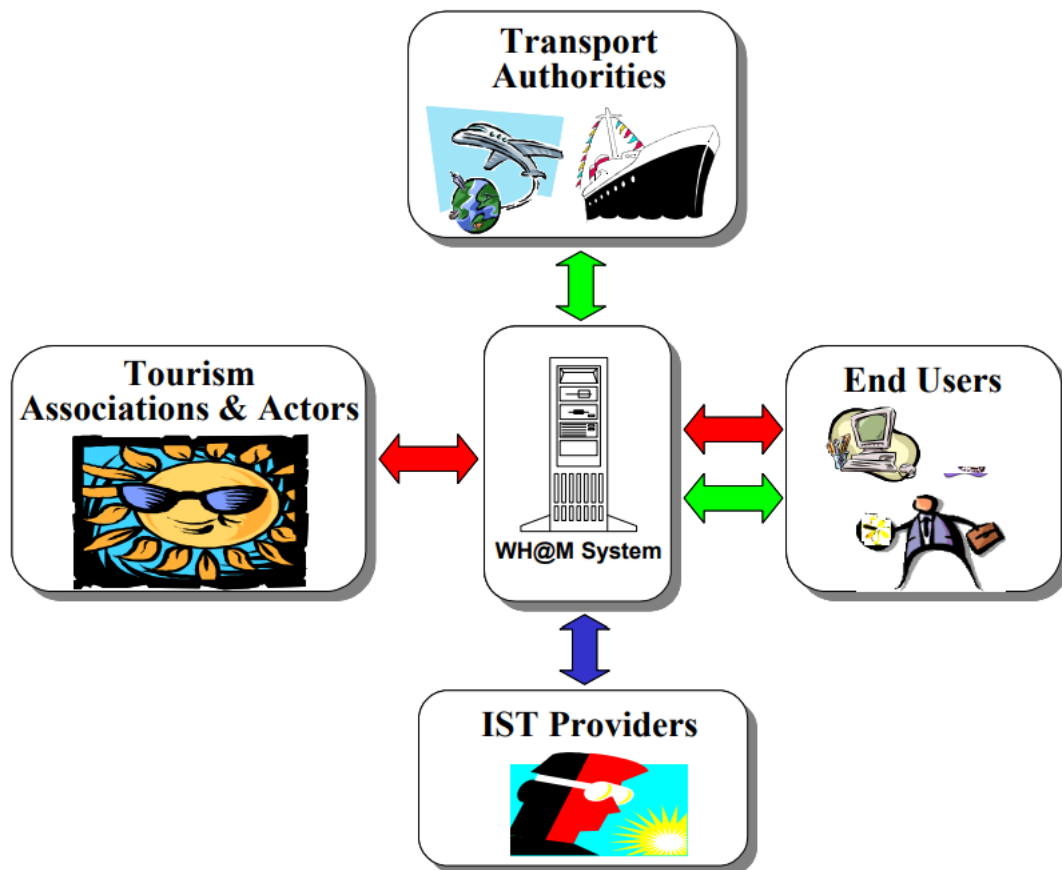 Transport
Authorities
Tourism
Associations & Actors
WH@M System
End Users
IST Providers